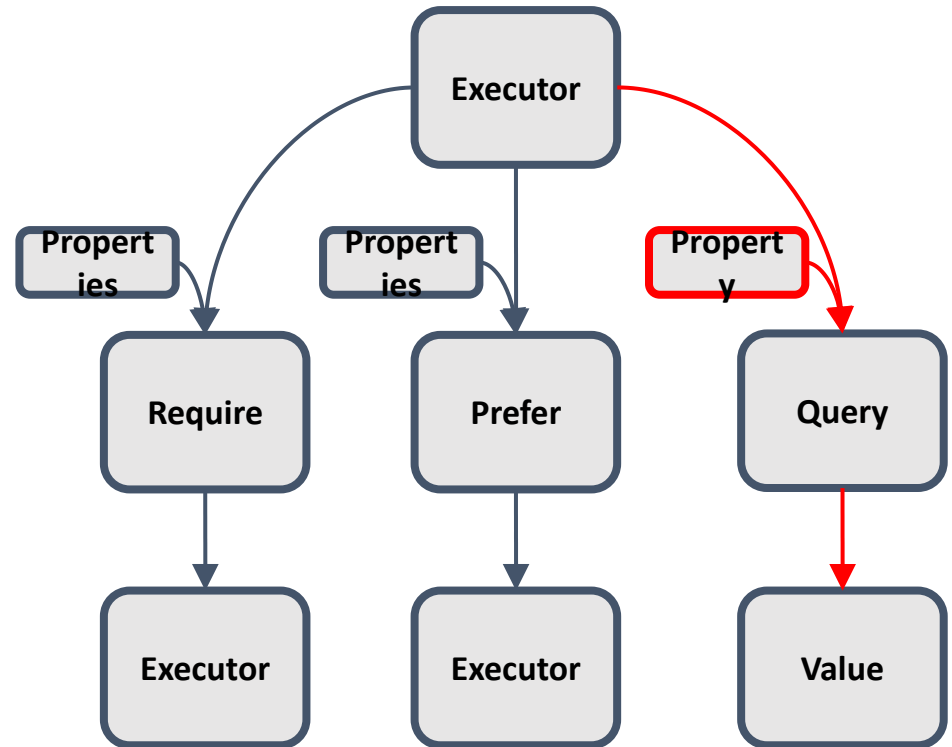 Executor
Propert
ies
Propert
ies
Propert
y
Require
Prefer
Query
Executor
Executor
Value